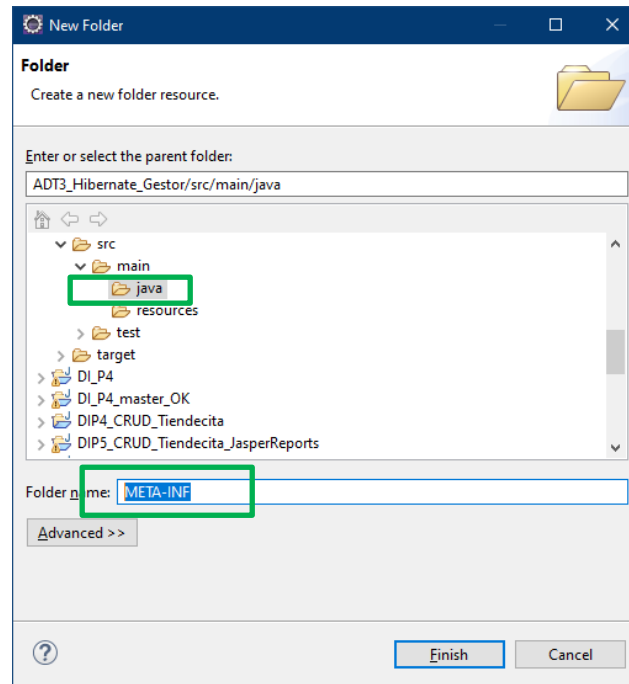 New Folder
Folder
Create a new folder resource.
Enter or select the parent folder:
ADT3_Hibernate_Gestor/src/main/java
src
main
java
resources
test
target
DI_P4
DI_P4_master_OK
DIP4_CRUD_Tiendecita
DIP5_CRUD_Tiendecita_JasperReports
Folder name: META-INF
Advanced >>
Finish Cancel